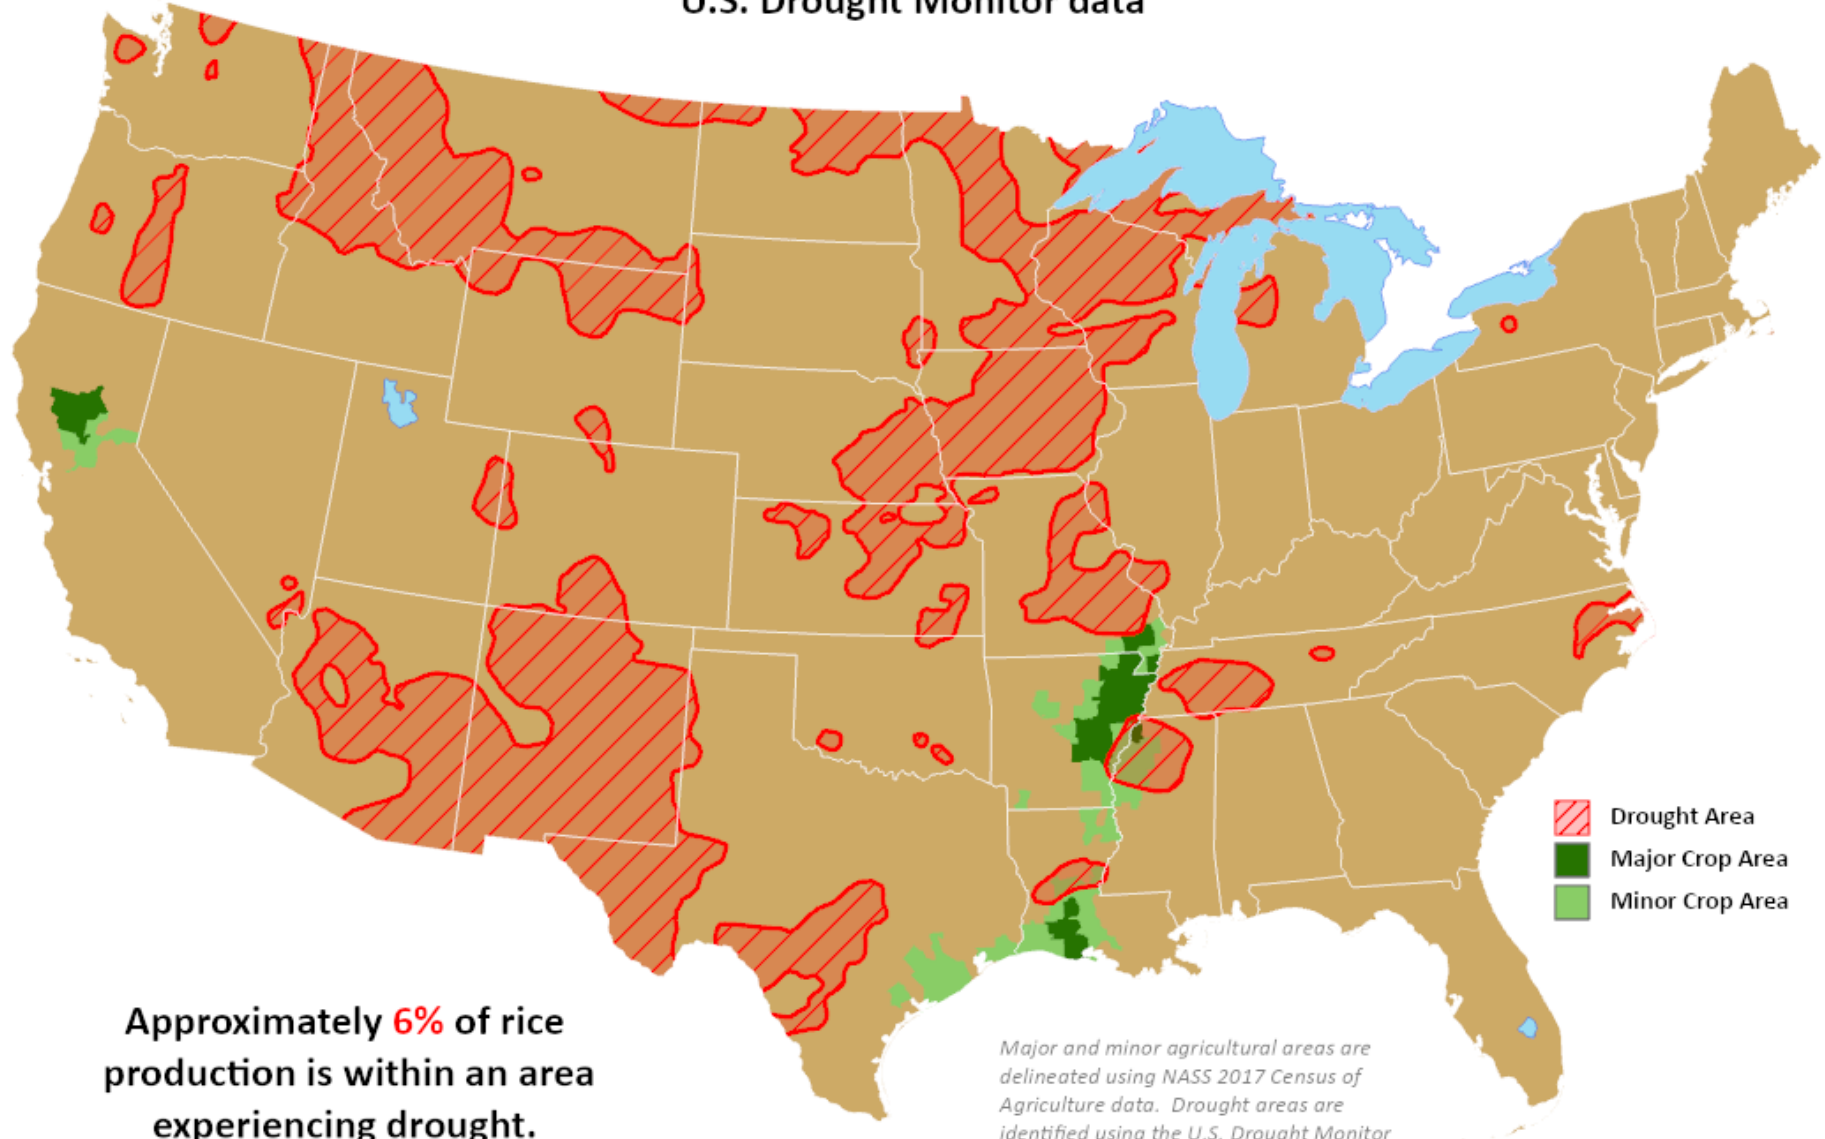 U.S. Drought Monitor data
Drought Area
Major Crop Area
Minor Crop Area
Approximately 6% of rice
production is within an area
experiencing drought.
Major and minor agricultural areas are
delineated using NASS 2017 Census of
Agriculture data. Drought areas are
identified using the U.S. Drought Monitor